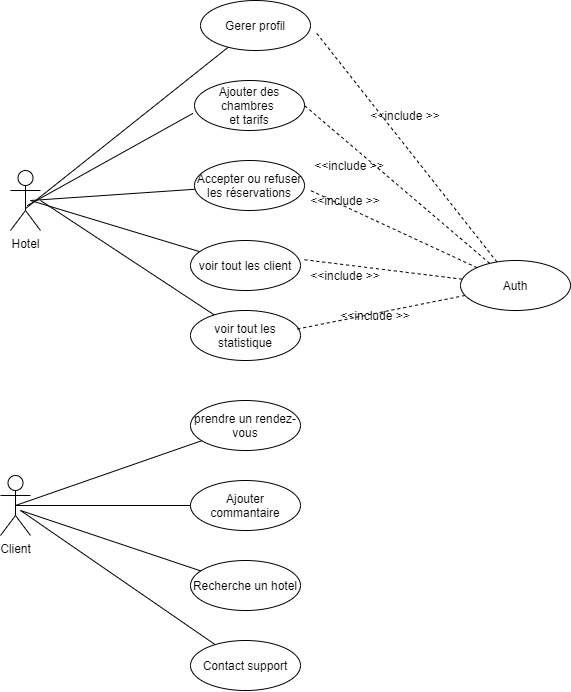 Gerer profil
Ajouter des
chambres
et tarifs
<<include >>
<<include >>
Accepter ou refuser
les réservations
<<include >>
Hotel
voir tout les client
<<include >>
Auth
<<include >>
voir tout les
statistique
prendre un rendez-
vous
Ajouter
commantaire
Client
Recherche un hotel
Contact support